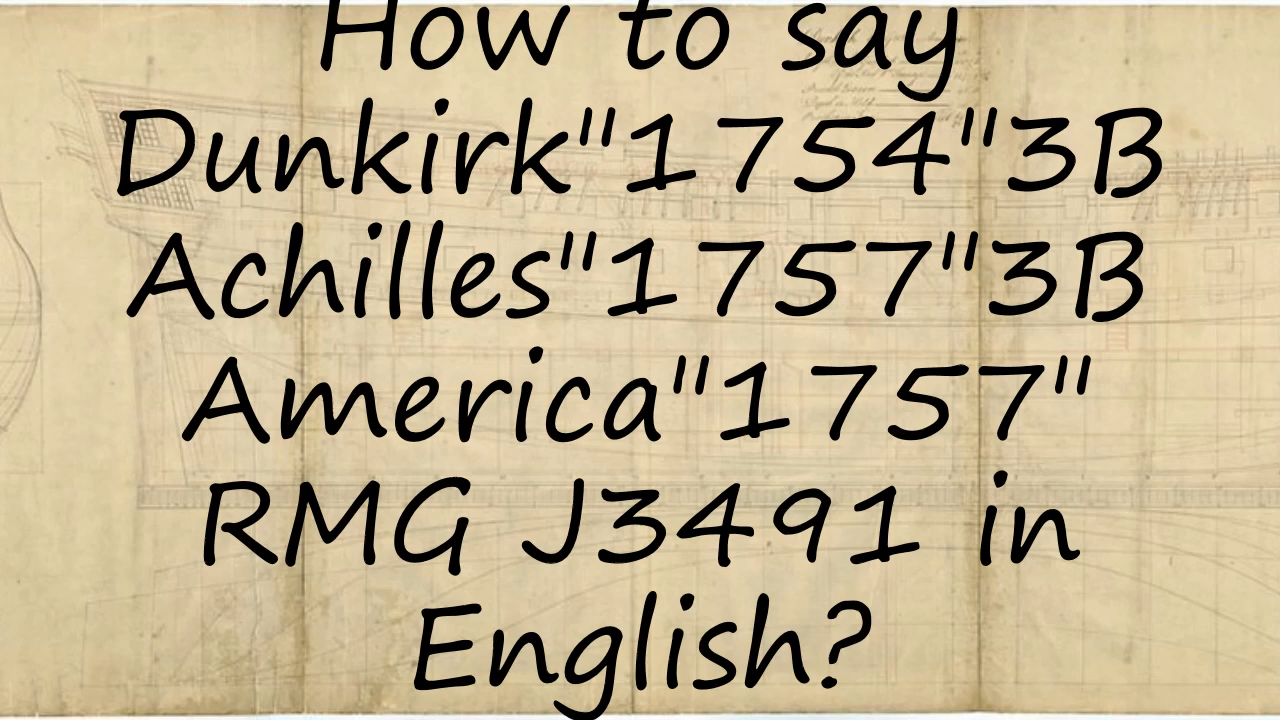 How to say
Dunkirk"1754"3B
Achilles"1757"3B
America"1757"
RMG J3491 in
English?